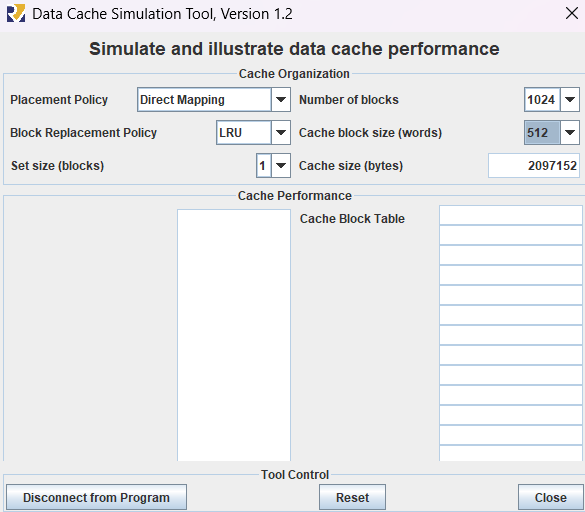 Data Cache Simulation Tool, Version 1.2
Simulate and illustrate data cache performance
Cache Organization
Placement Policy Direct Mapping Number of blocks 1024
Block Replacement Policy LRU Cache block size (words) 512
Set size (blocks) 1 Cache size (bytes) 2097152
Cache Performance
Cache Block Table
Tool Control
Disconnect from Program Reset Close